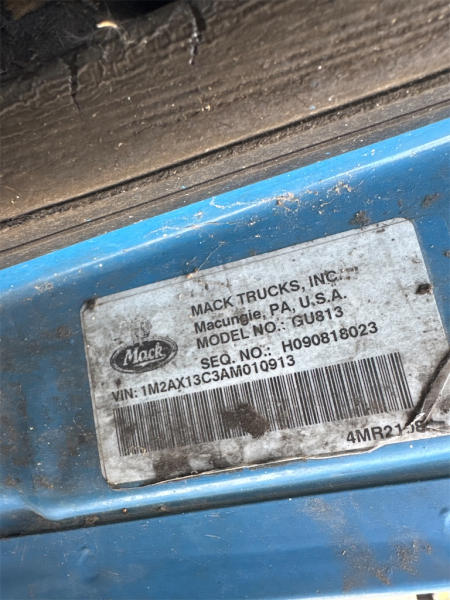 MACK TRUCKS, INC.
Macungie, PA, U.S.A.
MODEL NO.: GU813
SEQ. NO.: H090818023
Mack
VIN: 1M2AX13C3AM010913